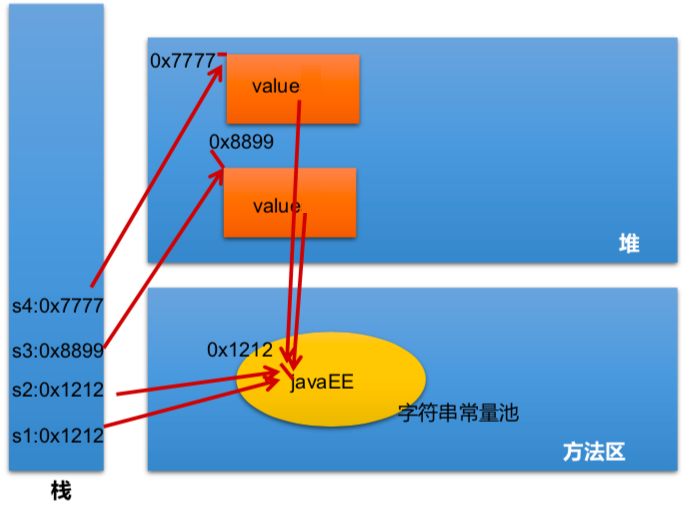 0x7777
value
0x8899
value
堆
s4:0x7777
s3:0x8899
s2:0x1212
s1:0x1212
0x1212
javaEE
字符串常量池
方法区
栈